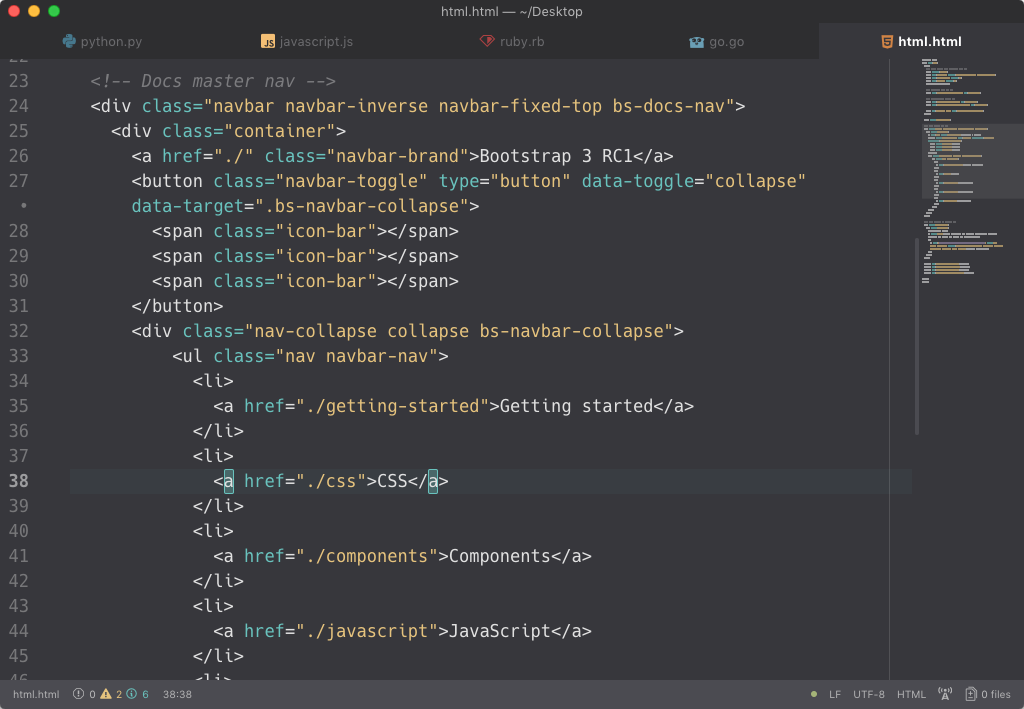 html.html — ~/Desktop
python.py
JS javascript.js
ruby.rb
go.go
html.html
22
23 <!-- Docs master nav -->
24 <div class="navbar navbar-inverse navbar-fixed-top bs-docs-nav">
25 <div class="container">
26 <a href="./" class="navbar-brand">Bootstrap 3 RC1</a>
27 <button class="navbar-toggle" type="button" data-toggle="collapse"
• data-target=".bs-navbar-collapse">
28 <span class="icon-bar"></span>
29 <span class="icon-bar"></span>
30 <span class="icon-bar"></span>
31 </button>
32 <div class="nav-collapse collapse bs-navbar-collapse">
33 <ul class="nav navbar-nav">
34 <li>
35 <a href="./getting-started">Getting started</a>
36 </li>
37 <li>
38 <a href="./css">CSS</a>
39 </li>
40 <li>
41 <a href="./components">Components</a>
42 </li>
43 <li>
44 <a href="./javascript">JavaScript</a>
45 </li>
46 <li>
html.html 0 2 6 38:38 LF UTF-8 HTML 0 files